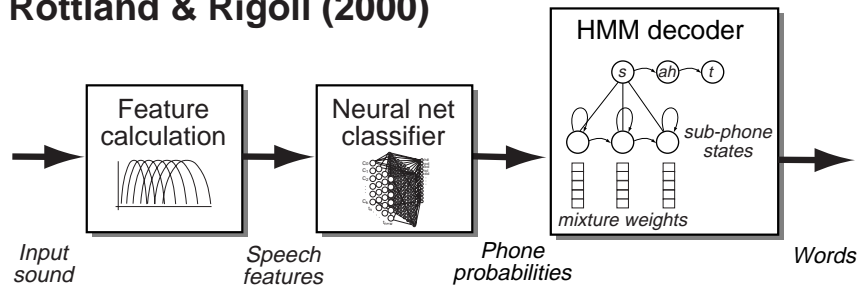 Rottland & Rigoll (2000)
HMM decoder
s ah t
Feature
calculation
Neural net
classifier
sub-phone
states
mixture weights
Input
sound
Speech
features
Phone
probabilities
Words